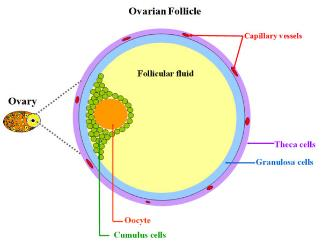 Ovarian Follicle
Capillary vessels
Follicular fluid
Ovary
Theca cells
Granulosa cells
Oocyte
Cumulus cells